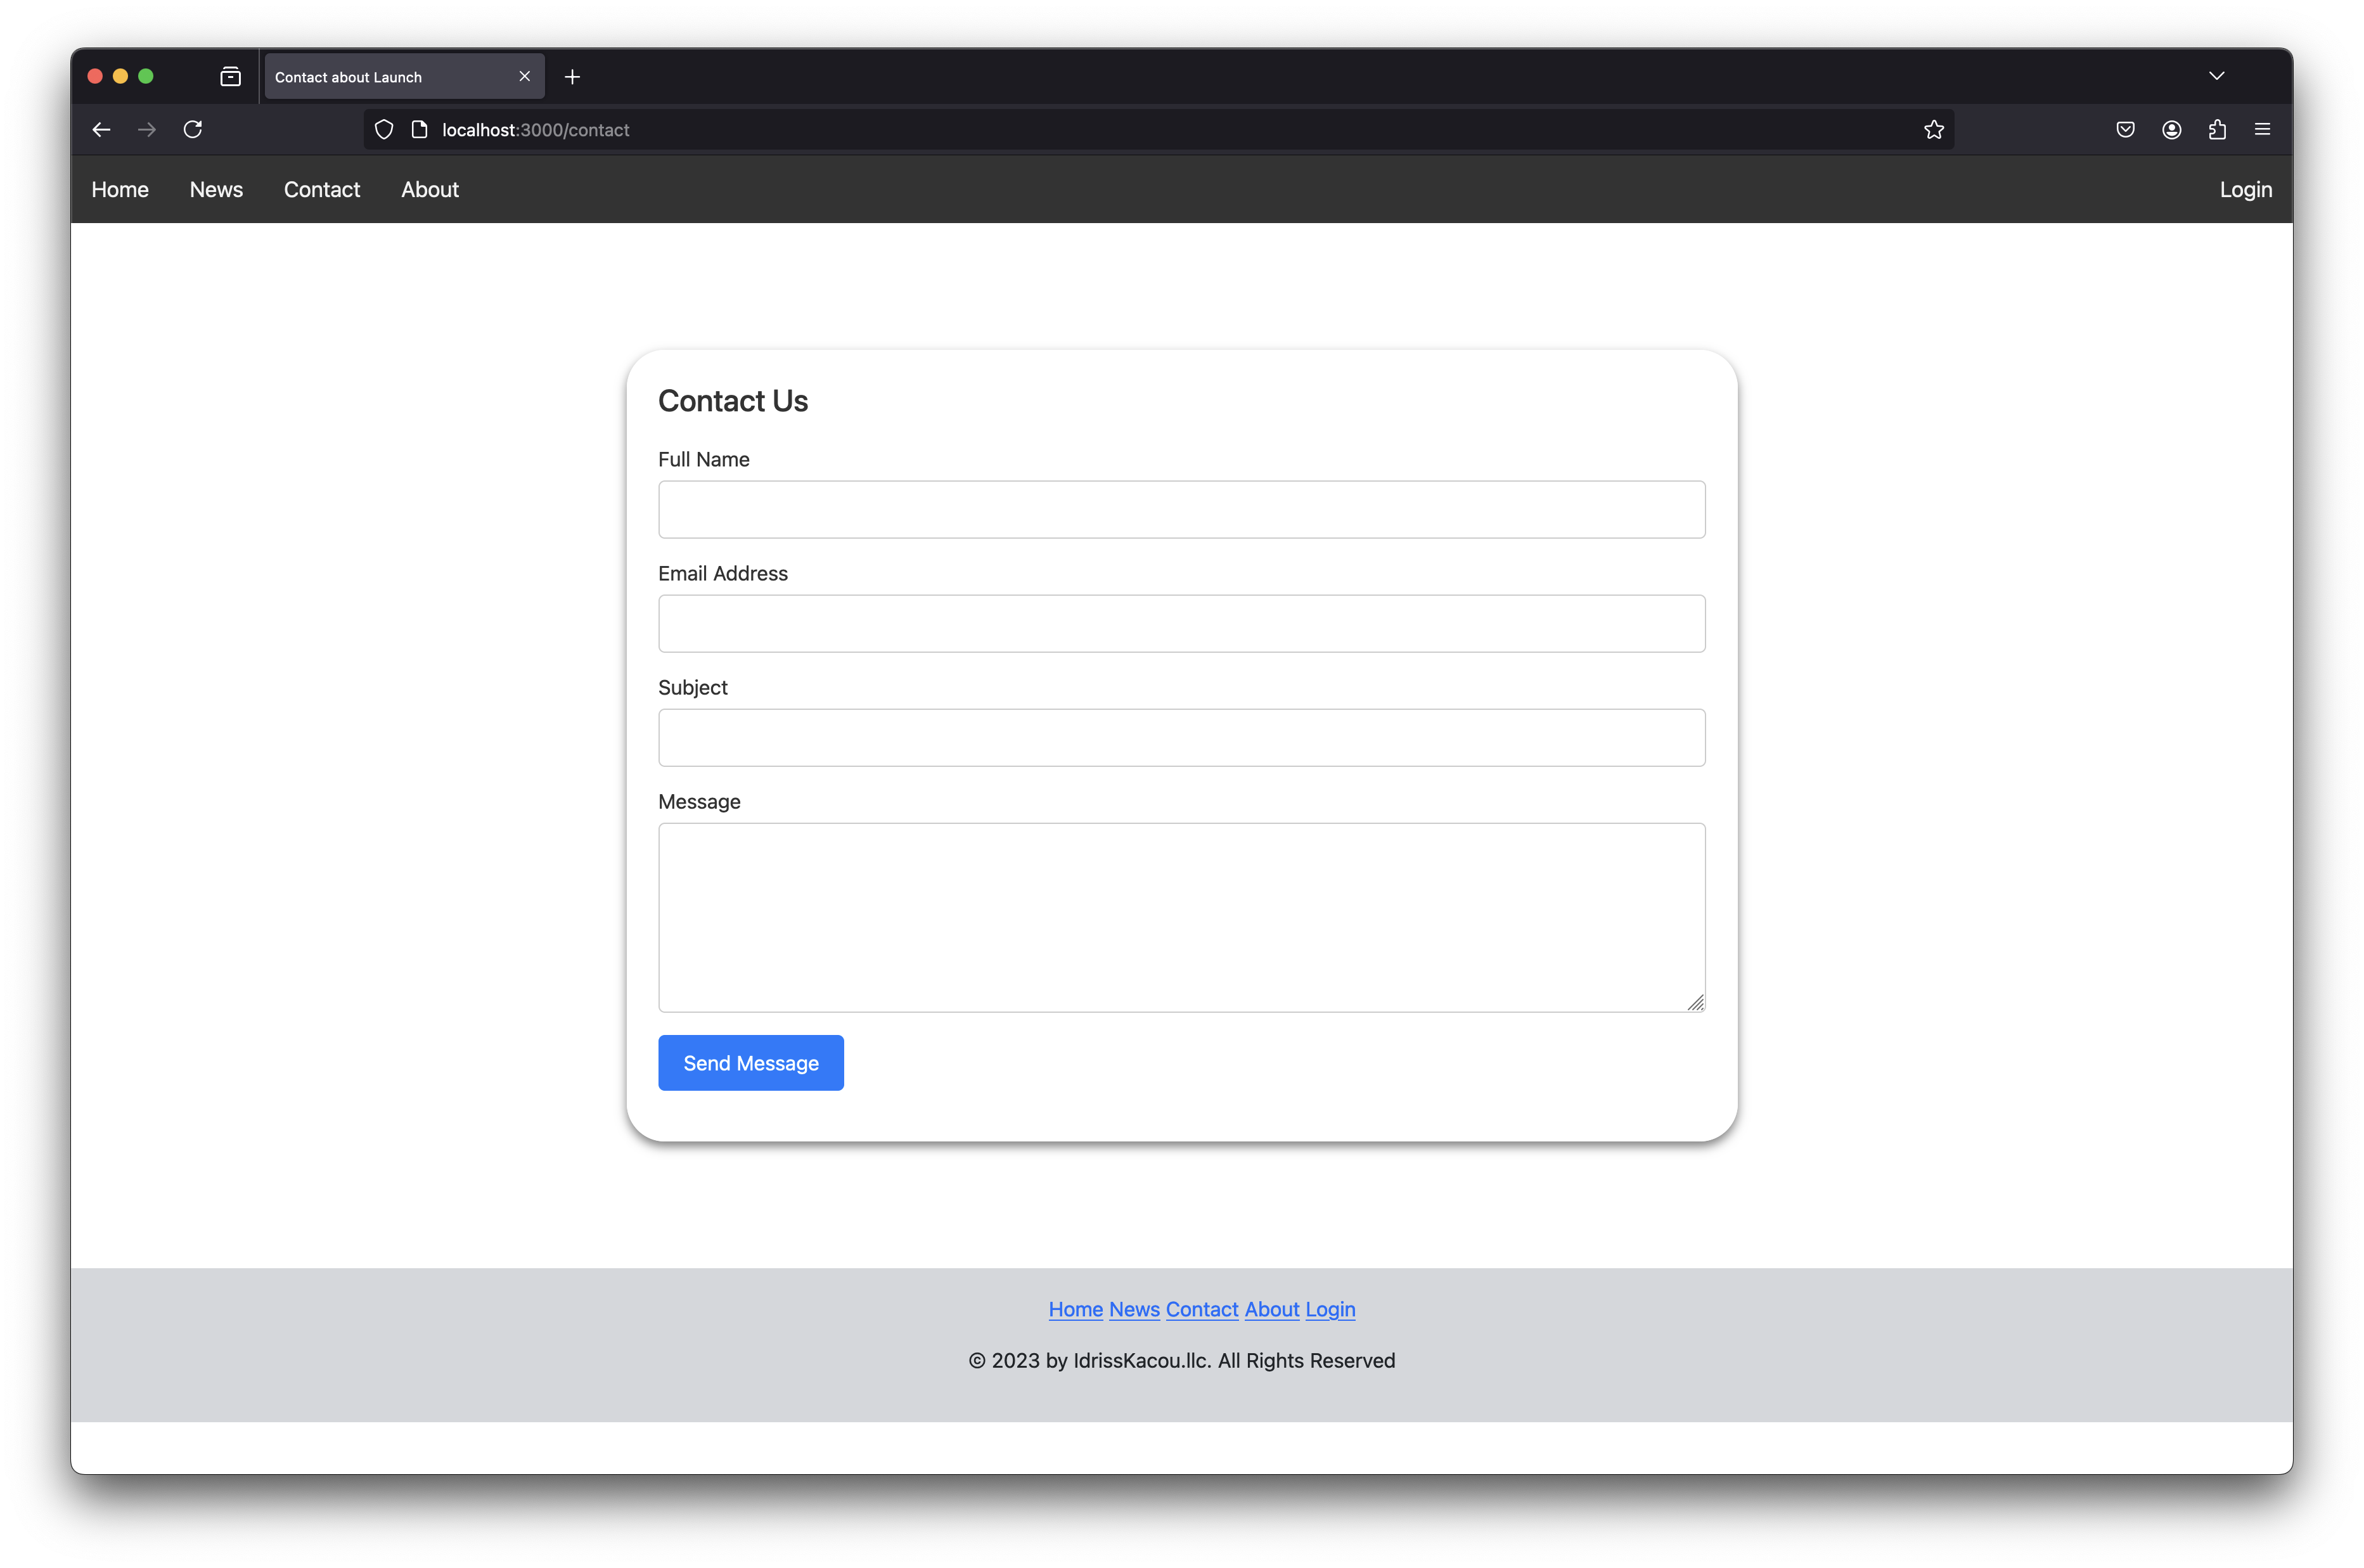 Contact about Launch
localhost:3000/contact
Home News Contact About Login
Contact Us
Full Name
Email Address
Subject
Message
Send Message
Home News Contact About Login
© 2023 by IdrissKacou.llc. All Rights Reserved